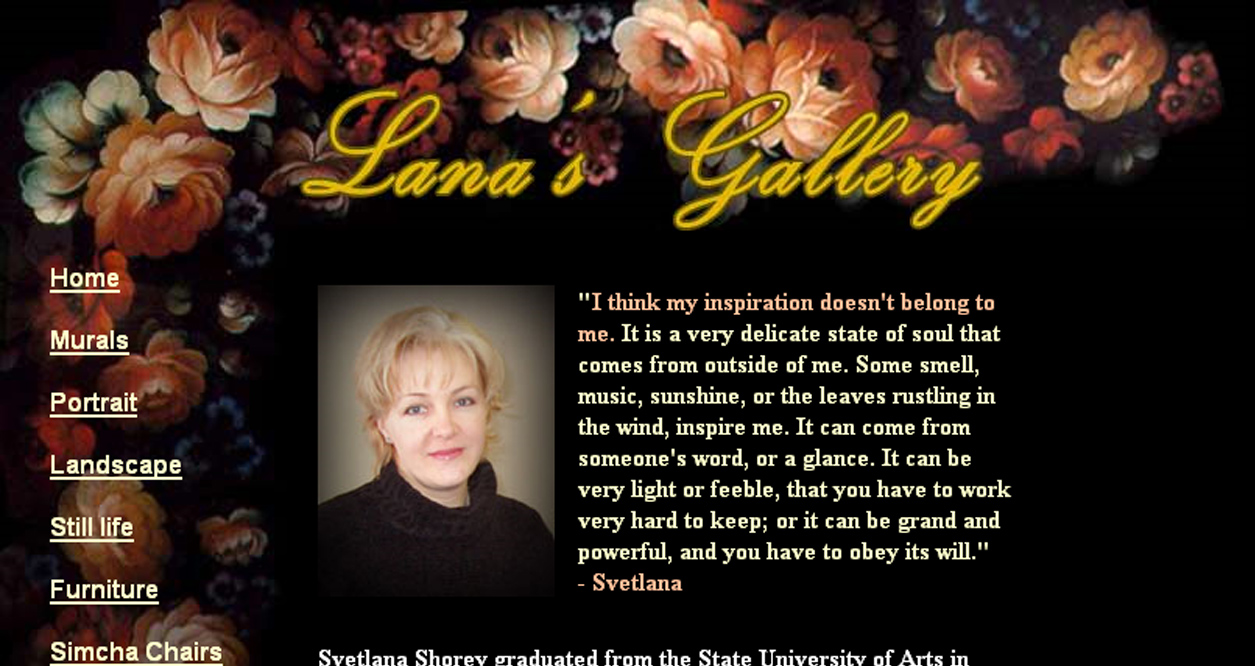 Lana's Gallery
Home
Murals
Portrait
Landscape
Still life
Furniture
Simcha Chairs
"I think my inspiration doesn't belong to
me. It is a very delicate state of soul that
comes from outside of me. Some smell,
music, sunshine, or the leaves rustling in
the wind, inspire me. It can come from
someone's word, or a glance. It can be
very light or feeble, that you have to work
very hard to keep; or it can be grand and
powerful, and you have to obey its will."
- Svetlana
Svetlana Shorey graduated from the State University of Arts in